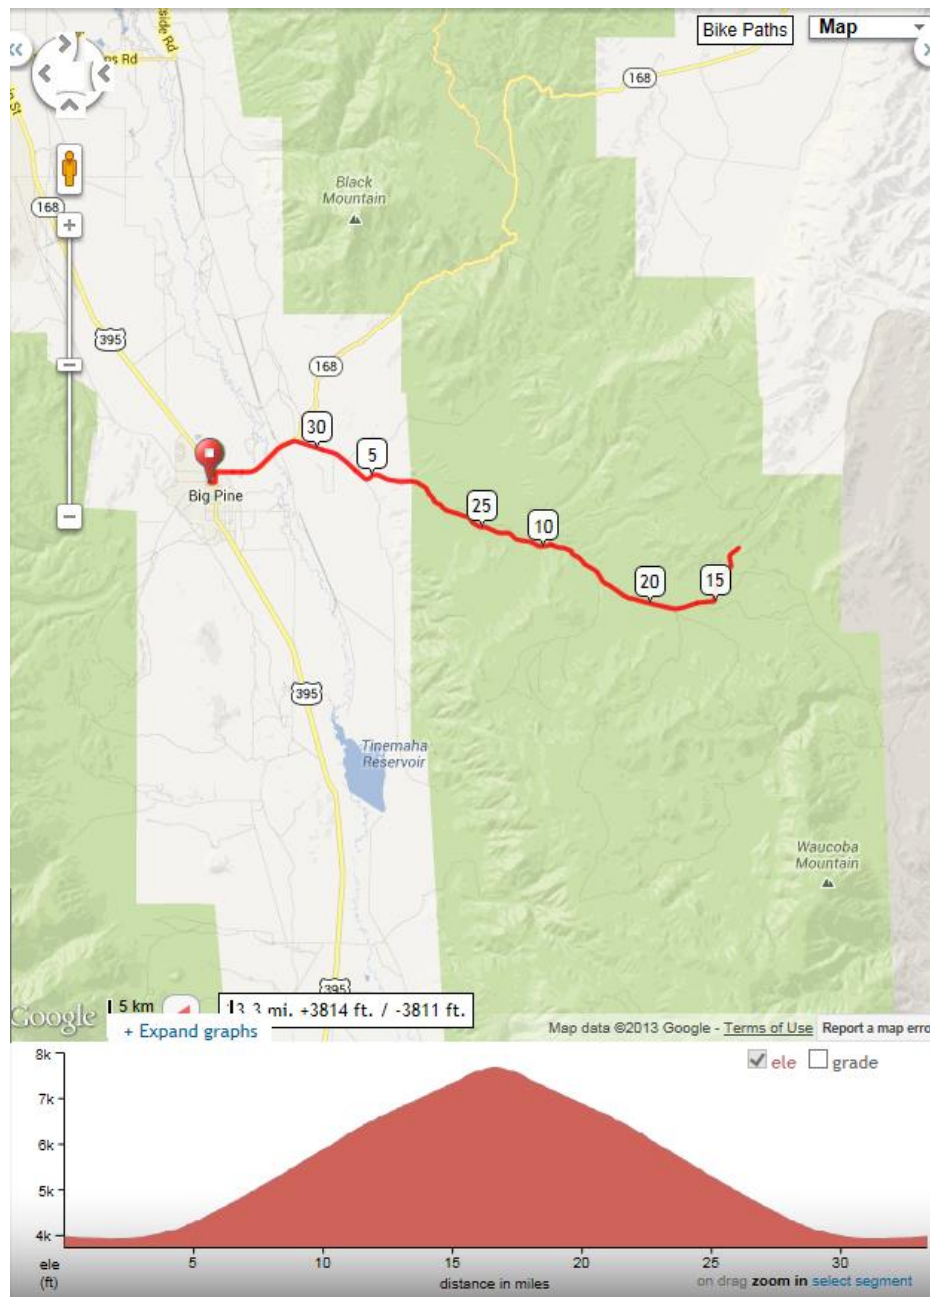 Bike Paths
Map
168
Black
Mountain
168
395
168
30
5
Big Pine
25
10
20
15
395
Tinemaha
Reservoir
Waucoba
Mountain
395
Google
5 km
3.3 mi. +3814 ft. / -3811 ft.
+ Expand graphs
Map data ©2013 Google - Terms of Use
Report a map erro
8k
ele
grade
7k
6k
5k
4k
ele
(ft)
5
10
15
20
25
30
distance in miles
on drag zoom in select segment